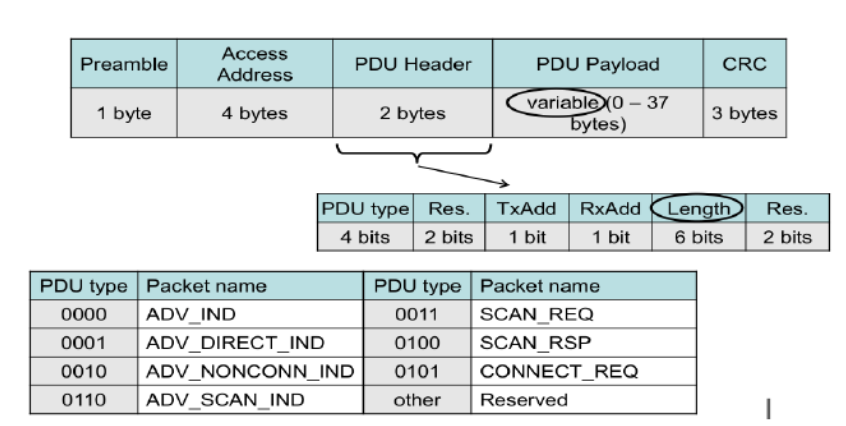 Preamble Access Address PDU Header PDU Payload CRC
1 byte 4 bytes 2 bytes variable (0 – 37 bytes) 3 bytes
PDU type Res. TxAdd RxAdd Length Res.
4 bits 2 bits 1 bit 1 bit 6 bits 2 bits
PDU type Packet name PDU type Packet name
0000 ADV_IND 0011 SCAN_REQ
0001 ADV_DIRECT_IND 0100 SCAN_RSP
0010 ADV_NONCONN_IND 0101 CONNECT_REQ
0110 ADV_SCAN_IND other Reserved